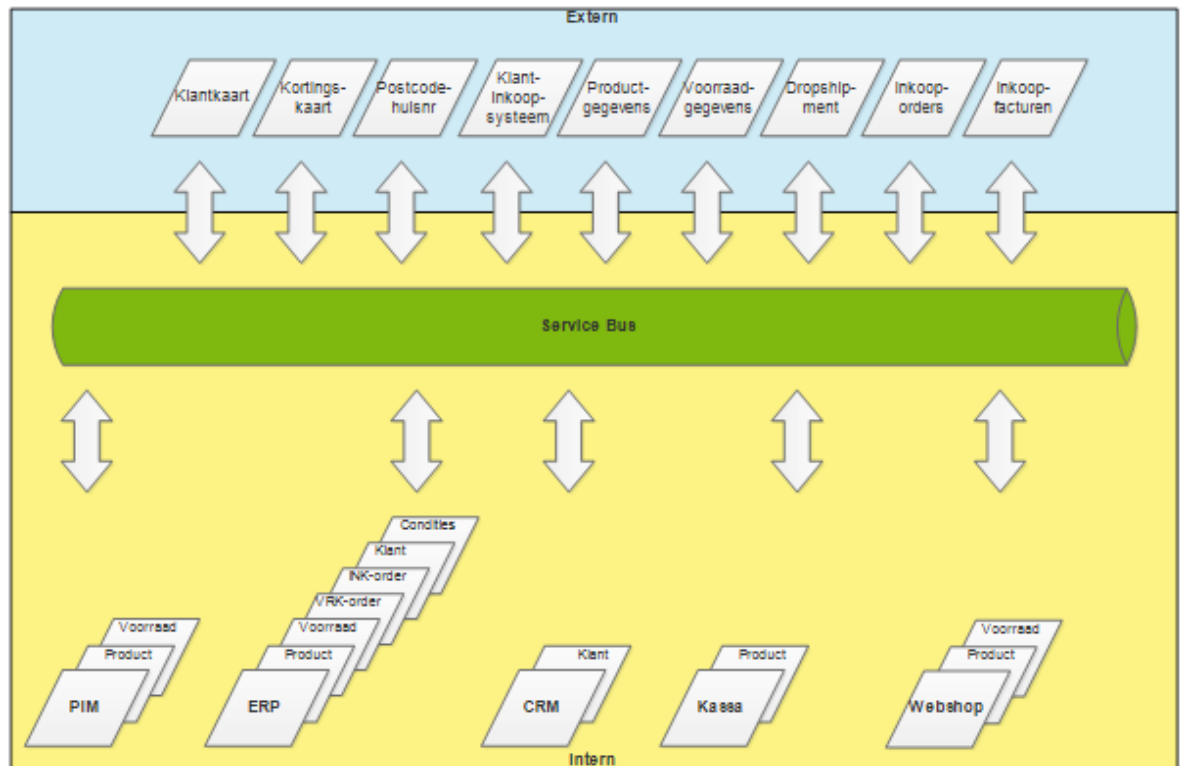 Extern
Klantkaart
Kortings-
kaart
Postcode-
huisnr
Klant-
inkoop-
systeem
Product-
gegevens
Voorraad-
gegevens
Dropship-
ment
Inkoop-
orders
Inkoop-
facturen
Service Bus
Voorraad
Product
PIM
Condities
Klant
INK-order
VRK-order
Voorraad
Product
ERP
Klant
CRM
Product
Kassa
Voorraad
Product
Webshop
Intern